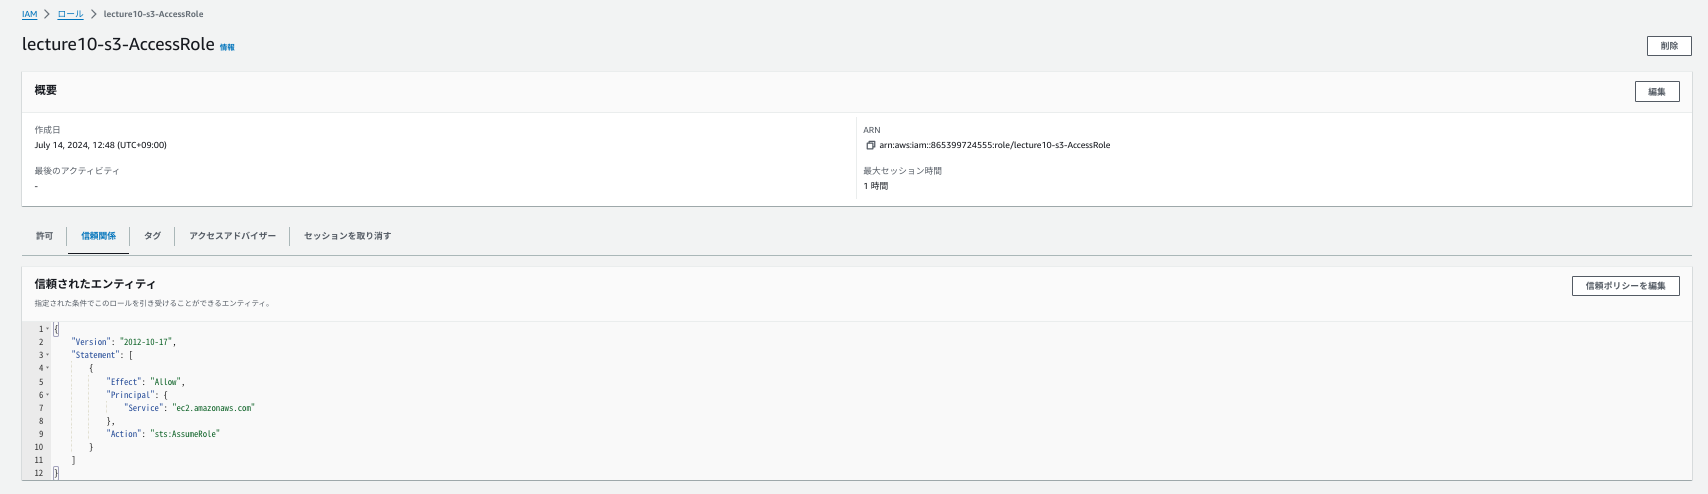 IAM > ロール > lecture10-s3-AccessRole
lecture10-s3-AccessRole 情報
削除
概要
編集
作成日
July 14, 2024, 12:48 (UTC+09:00)
ARN
arn:aws:iam::865399724555:role/lecture10-s3-AccessRole
最後のアクティビティ
-
最大セッション時間
1 時間
許可 信頼関係 タグ アクセスアドバイザー セッションを取り消す
信頼されたエンティティ
指定された条件でこのロールを引き受けることができるエンティティ。
信頼ポリシーを編集
1 {
2 "Version": "2012-10-17",
3 "Statement": [
4 {
5 "Effect": "Allow",
6 "Principal": {
7 "Service": "ec2.amazonaws.com"
8 },
9 "Action": "sts:AssumeRole"
10 }
11 ]
12 }